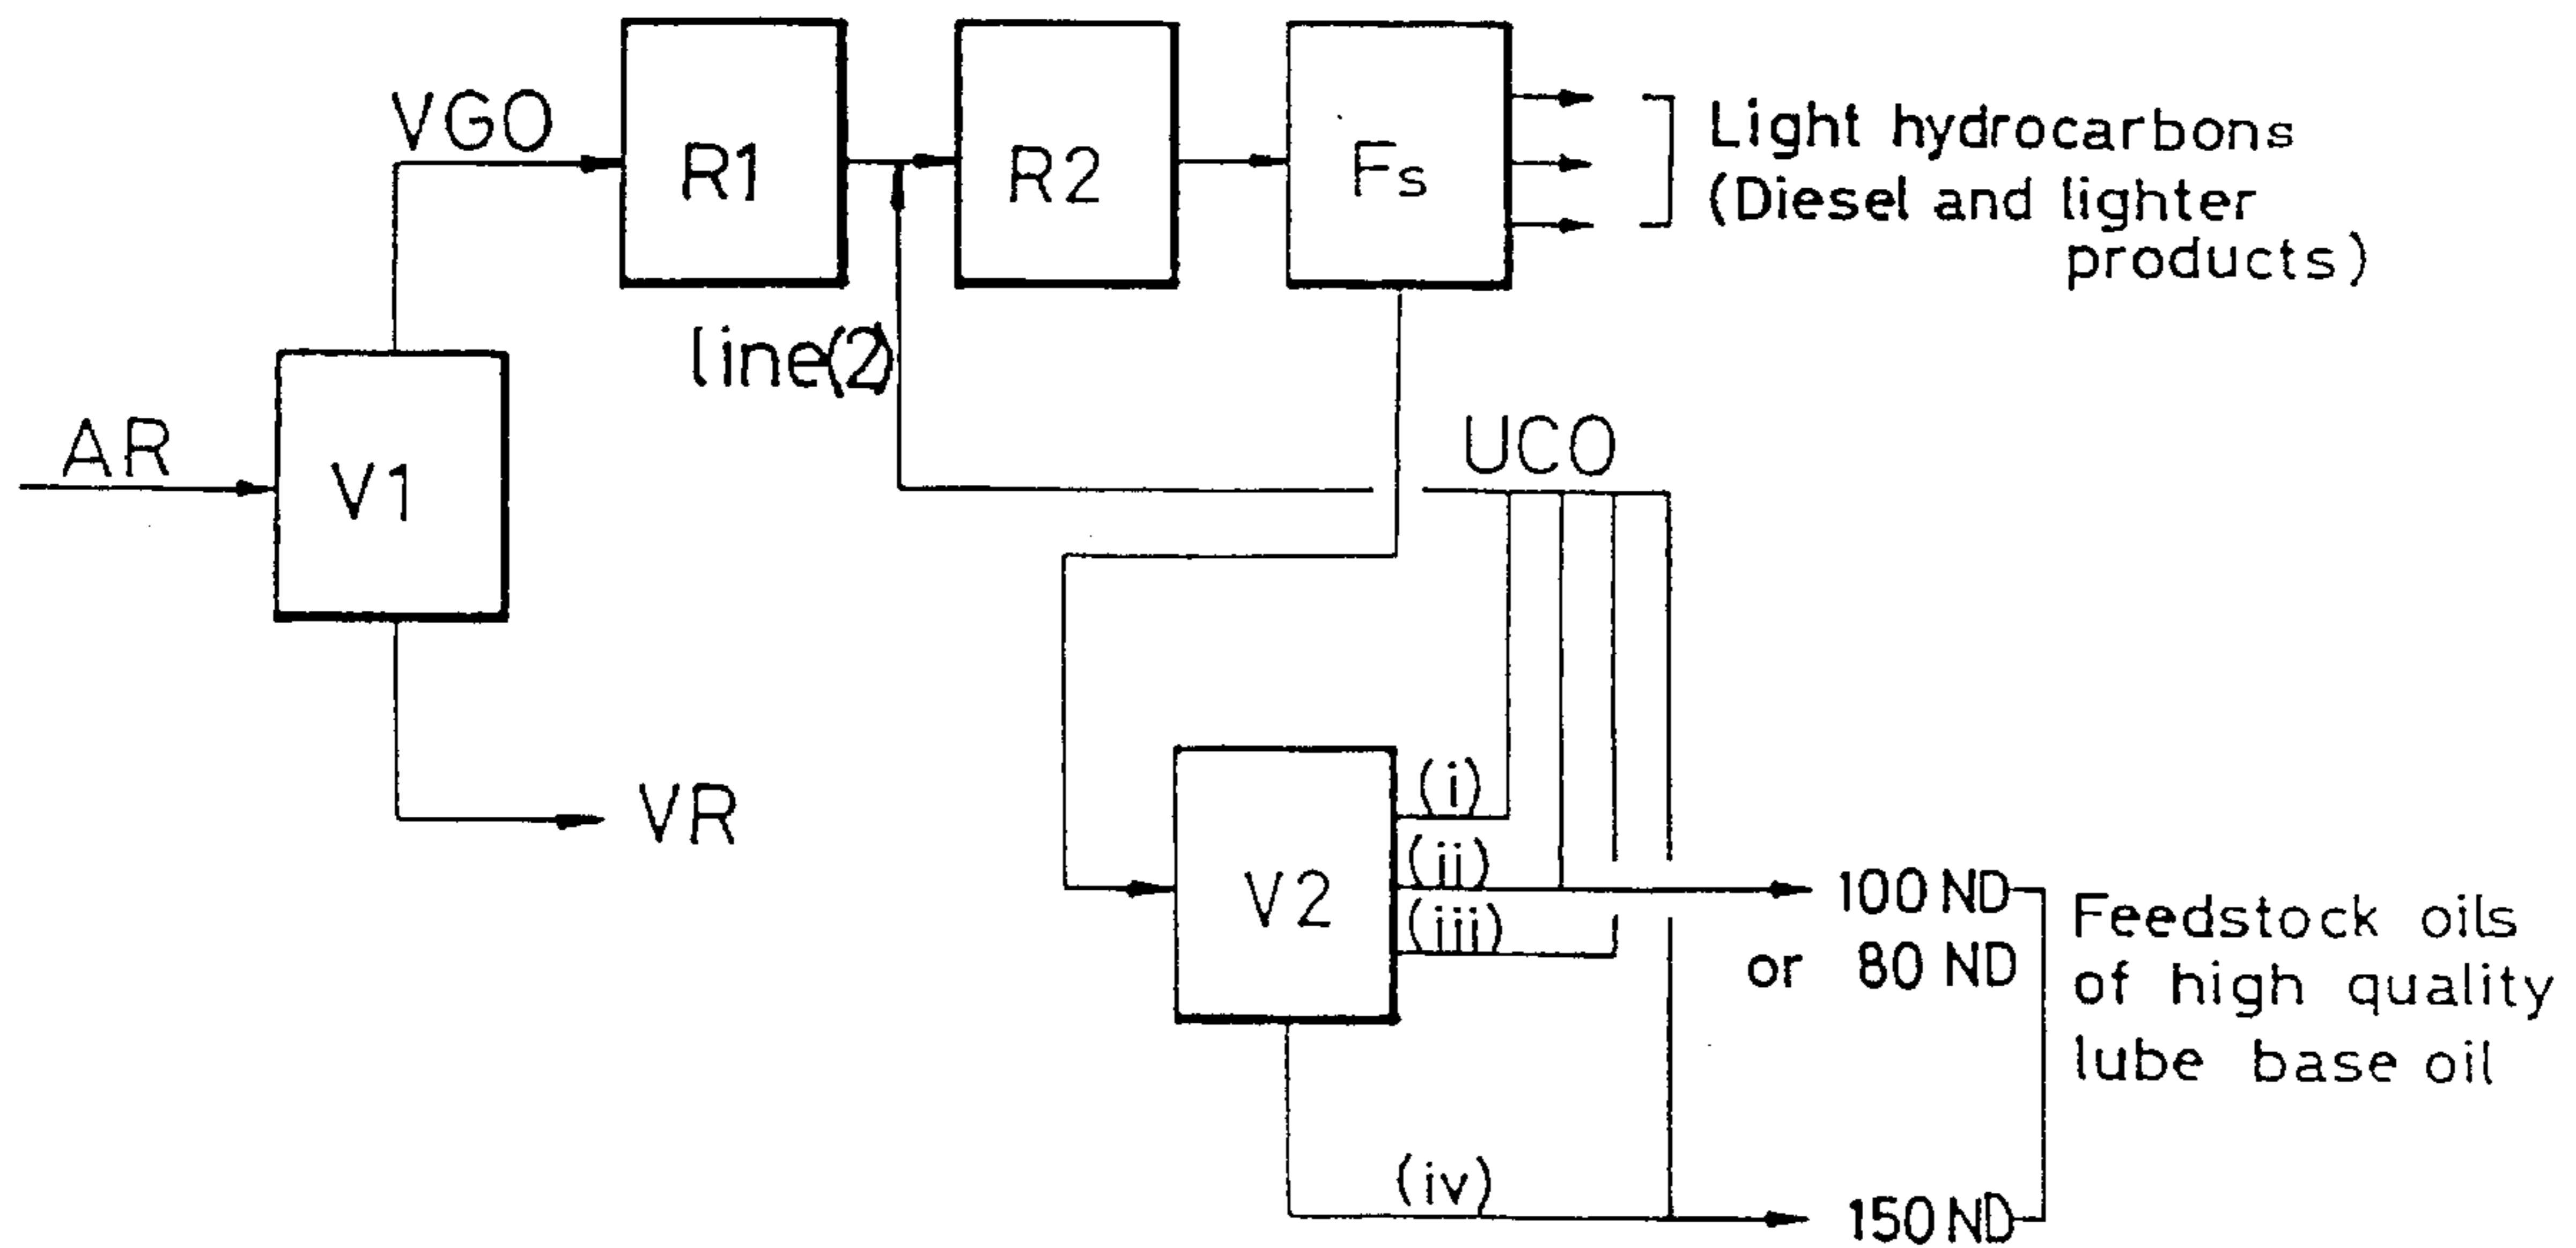 VGO
R1
R2
Fs
Light hydrocarbons
(Diesel and lighter
products)
line(2)
AR
V1
UCO
VR
(i)
(ii)
(iii)
V2
100 ND
or 80 ND
Feedstock oils
of high quality
lube base oil
(iv)
150 ND